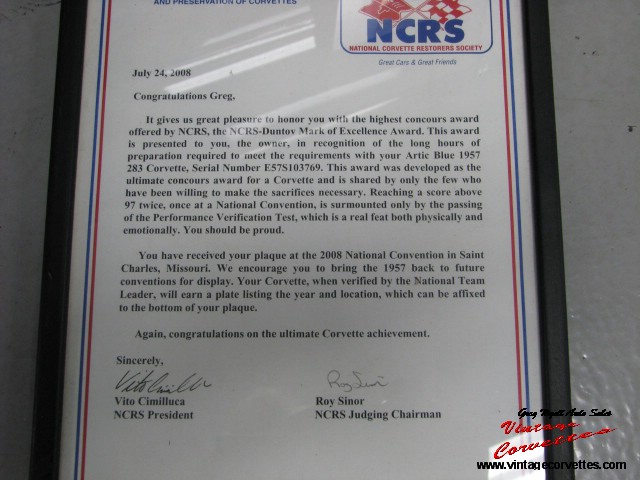 AND PRESERVATION OF CORVETTES
NCRS
NATIONAL CORVETTE RESTORERS SOCIETY
Great Cars & Great Friends
July 24, 2008
Congratulations Greg,
It gives us great pleasure to honor you with the highest concours award
offered by NCRS, the NCRS-Duntov Mark of Excellence Award. This award
is presented to you, the owner, in recognition of the long hours of
preparation required to meet the requirements with your Artic Blue 1957
283 Corvette, Serial Number E57S103769. This award was developed as the
ultimate concours award for a Corvette and is shared by only the few who
have been willing to make the sacrifices necessary. Reaching a score above
97 twice, once at a National Convention, is surmounted only by the passing
of the Performance Verification Test, which is a real feat both physically and
emotionally. You should be proud.
You have received your plaque at the 2008 National Convention in Saint
Charles, Missouri. We encourage you to bring the 1957 back to future
conventions for display. Your Corvette, when verified by the National Team
Leader, will earn a plate listing the year and location, which can be affixed
to the bottom of your plaque.
Again, congratulations on the ultimate Corvette achievement.
Sincerely,
Vito Cimilluca Roy Sinor
Vito Cimilluca Roy Sinor
NCRS President NCRS Judging Chairman
Greg Wyatt Auto Sales
Vintage
Corvettes
www.vintagecorvettes.com